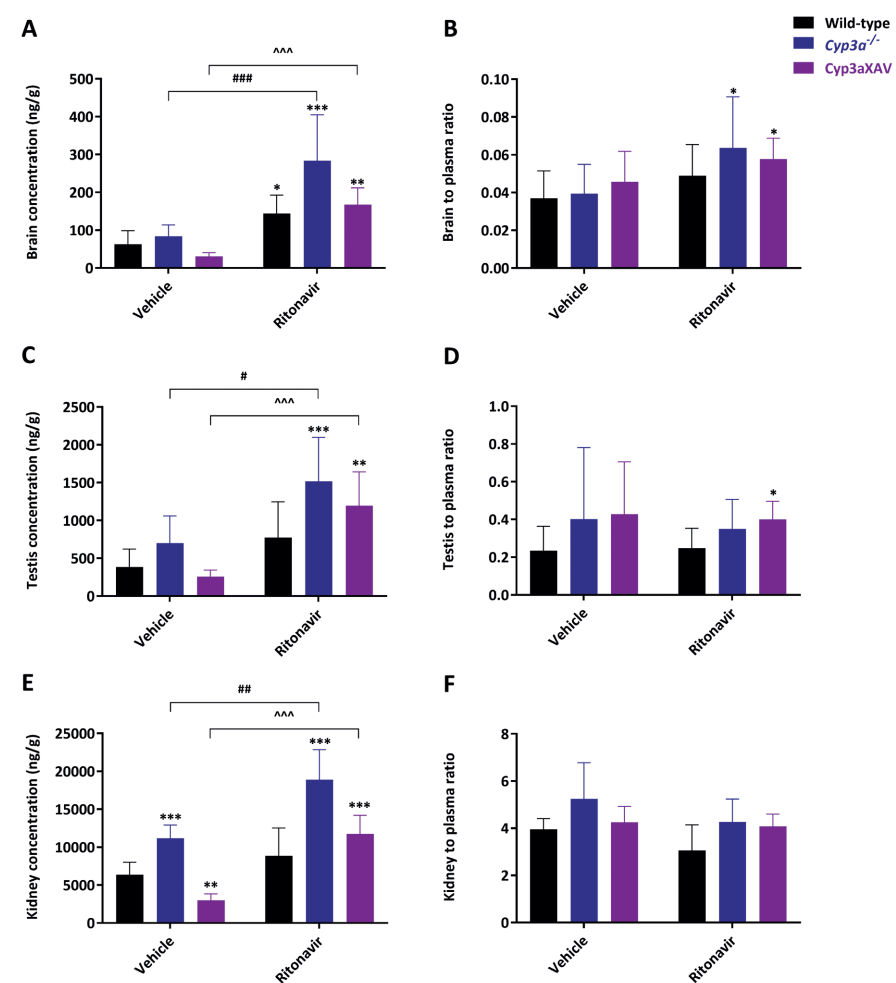 A
B
Wild-type
Cyp3a-/-
Cyp3aXAV
^^^
###
Brain concentration (ng/g)
500
400
300
200
100
0
*
***
**
Vehicle
Ritonavir
Brain to plasma ratio
0.10
0.08
0.06
0.04
0.02
0.00
*
*
Vehicle
Ritonavir
C
D
#
^^^
Testis concentration (ng/g)
2500
2000
1500
1000
500
0
***
**
Vehicle
Ritonavir
Testis to plasma ratio
1.0
0.8
0.6
0.4
0.2
0.0
*
Vehicle
Ritonavir
E
F
##
^^^
Kidney concentration (ng/g)
25000
20000
15000
10000
5000
0
***
**
***
***
Vehicle
Ritonavir
Kidney to plasma ratio
8
6
4
2
0
Vehicle
Ritonavir